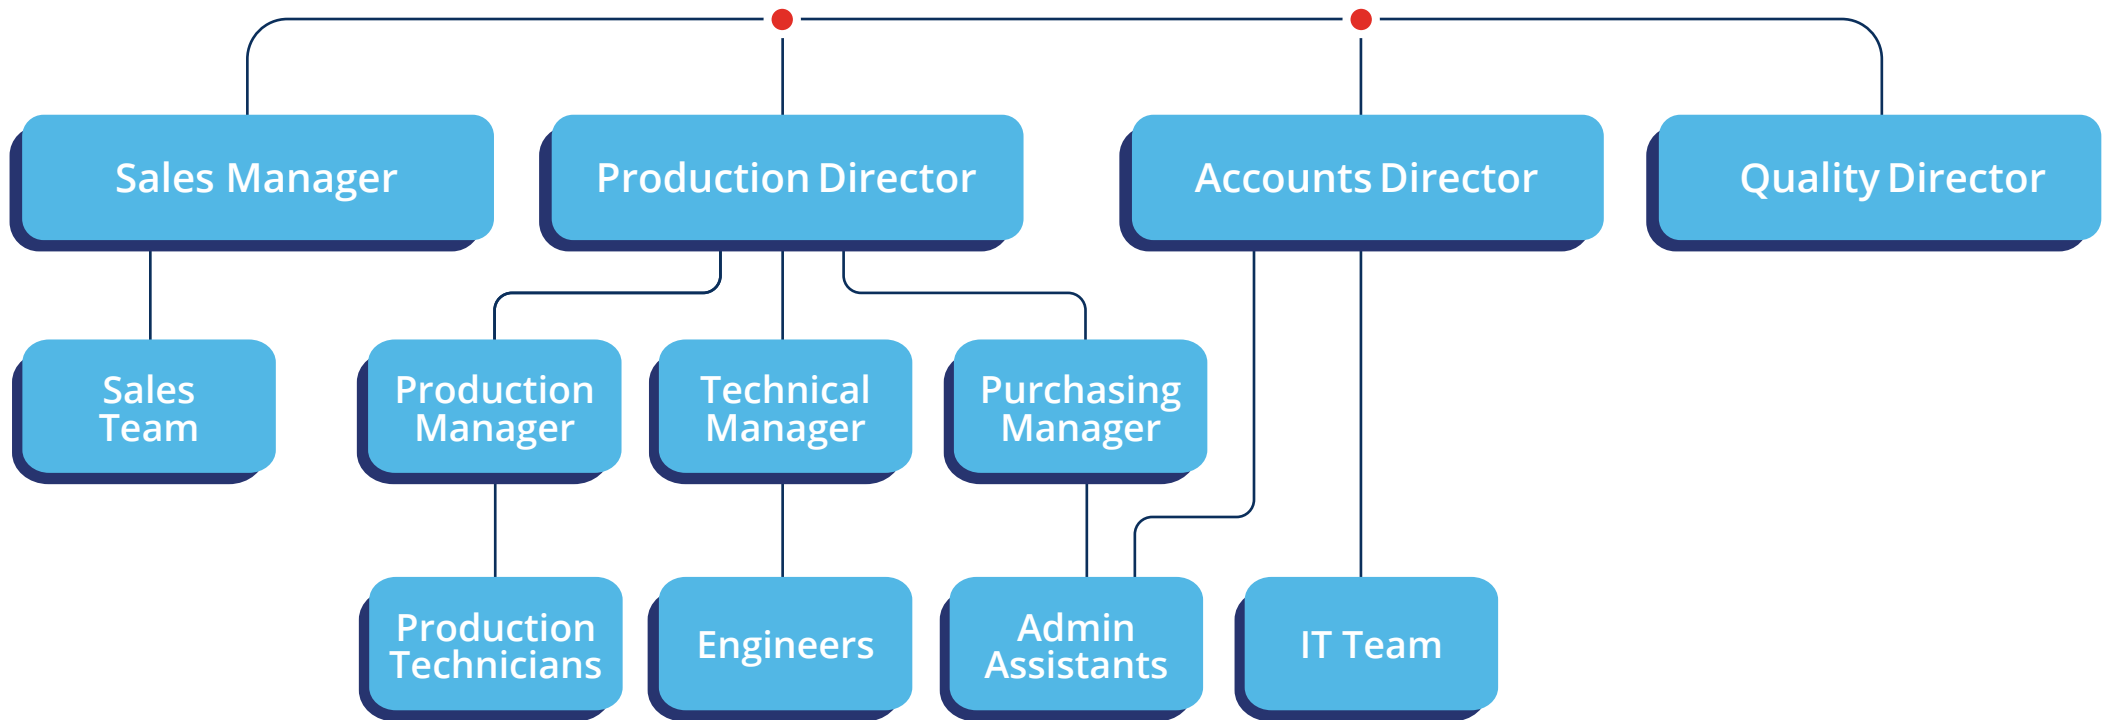 Sales Manager
Production Director
Accounts Director
Quality Director
Sales
Team
Production
Manager
Technical
Manager
Purchasing
Manager
Production
Technicians
Engineers
Admin
Assistants
IT Team